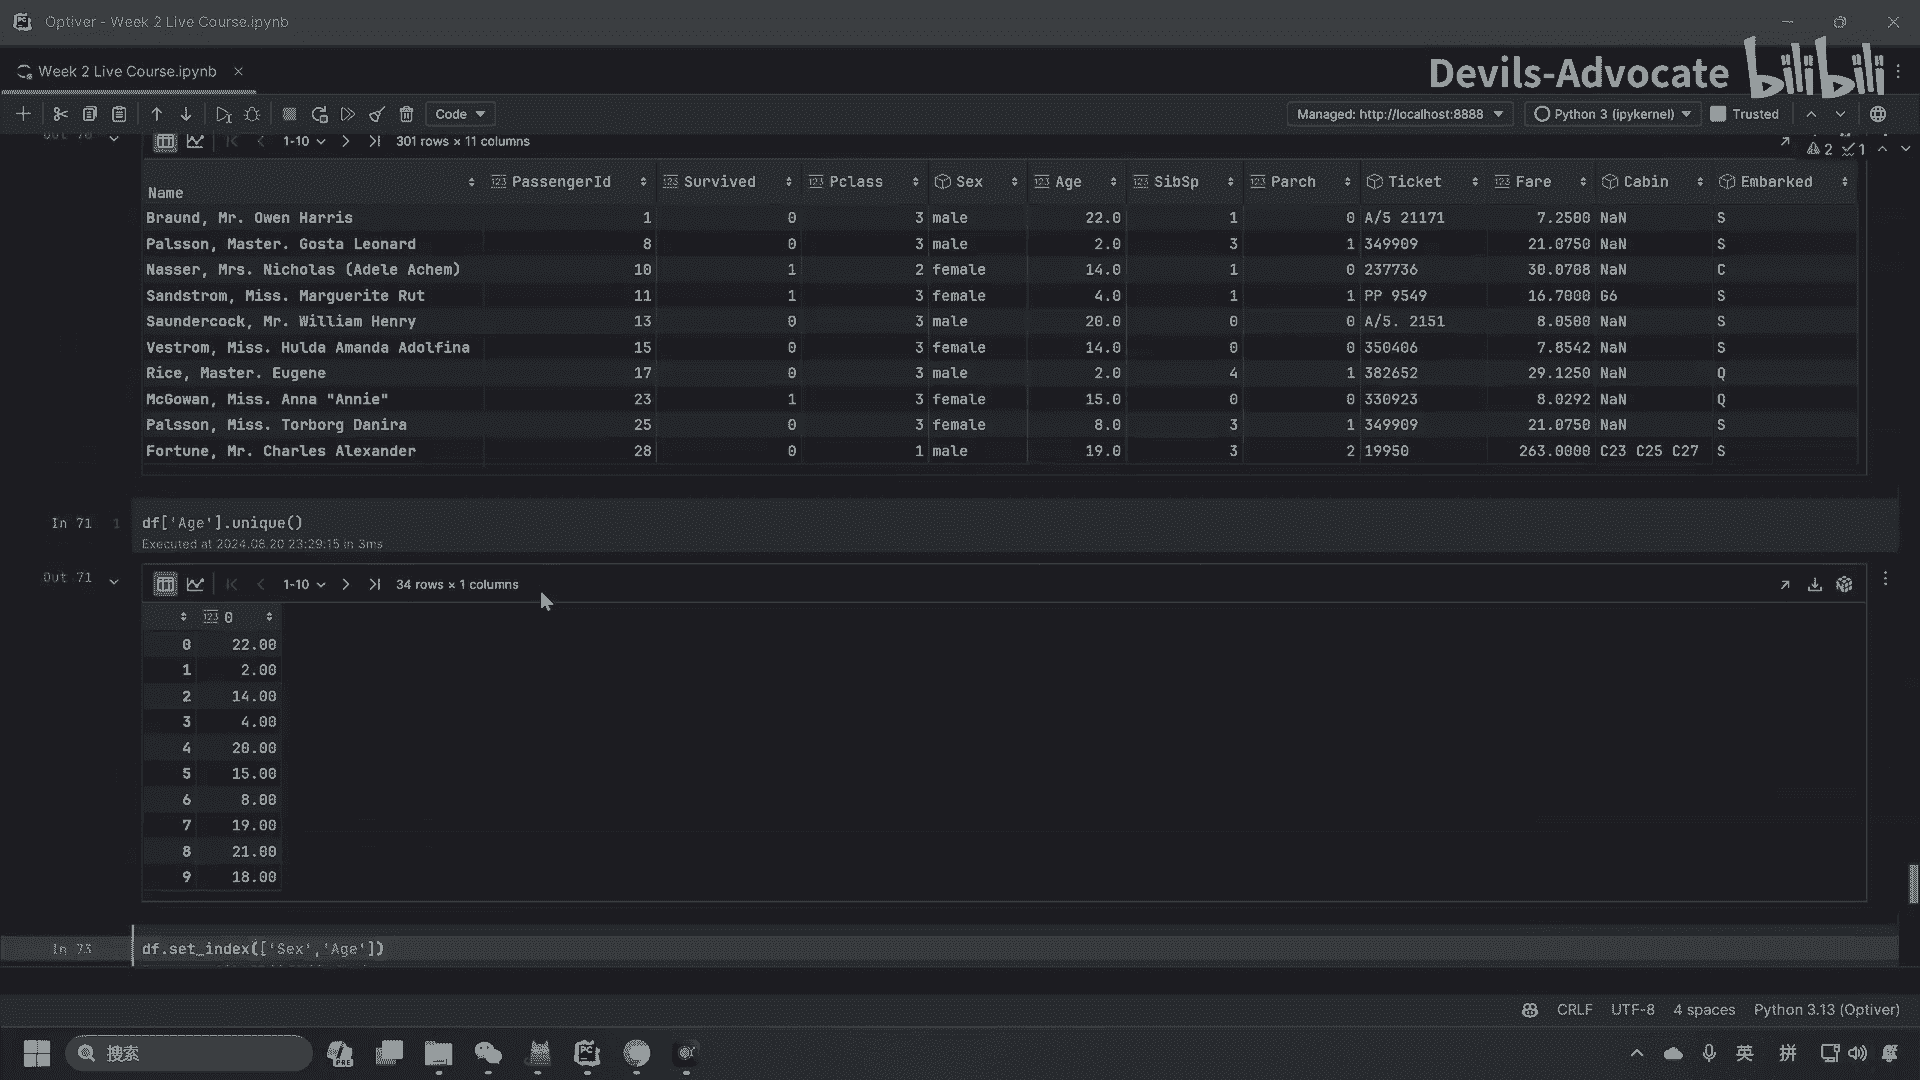 Optiver - Week 2 Live Course.ipynb
Week 2 Live Course.ipynb
Devils-Advocate bilibili
Code
Managed: http://localhost:8888
Python 3 (ipykernel)
Trusted
1-10
301 rows × 11 columns
2 1
Name PassengerId Survived Pclass Sex Age SibSp Parch Ticket Fare Cabin Embarked
Braund, Mr. Owen Harris 1 0 3 male 22.0 1 0 A/5 21171 7.2500 NaN S
Palsson, Master. Gosta Leonard 8 0 3 male 2.0 3 1 349909 21.0750 NaN S
Nasser, Mrs. Nicholas (Adele Achem) 10 1 2 female 14.0 1 0 237736 30.0708 NaN C
Sandstrom, Miss. Marguerite Rut 11 1 3 female 4.0 1 1 PP 9549 16.7000 G6 S
Saundercock, Mr. William Henry 13 0 3 male 20.0 0 0 A/5. 2151 8.0500 NaN S
Vestrom, Miss. Hulda Amanda Adolfina 15 0 3 female 14.0 0 0 350406 7.8542 NaN S
Rice, Master. Eugene 17 0 3 male 2.0 4 1 382652 29.1250 NaN Q
McGowan, Miss. Anna "Annie" 23 1 3 female 15.0 0 0 330923 8.0292 NaN Q
Palsson, Miss. Torborg Danira 25 0 3 female 8.0 3 1 349909 21.0750 NaN S
Fortune, Mr. Charles Alexander 28 0 1 male 19.0 3 2 19950 263.0000 C23 C25 C27 S
In 71 1 df['Age'].unique()
Executed at 2024.08.20 23:29:15 in 3ms
Out 71
1-10
34 rows × 1 columns
0
0 22.00
1 2.00
2 14.00
3 4.00
4 20.00
5 15.00
6 8.00
7 19.00
8 21.00
9 18.00
In 73 df.set_index(['Sex','Age'])
CRLF UTF-8 4 spaces Python 3.13 (Optiver)
搜索
英 拼